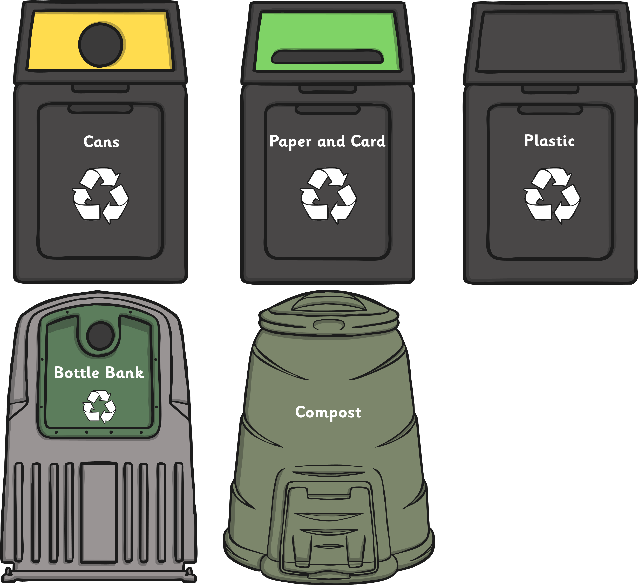 Cans
Paper and Card
Plastic
Bottle Bank
Compost